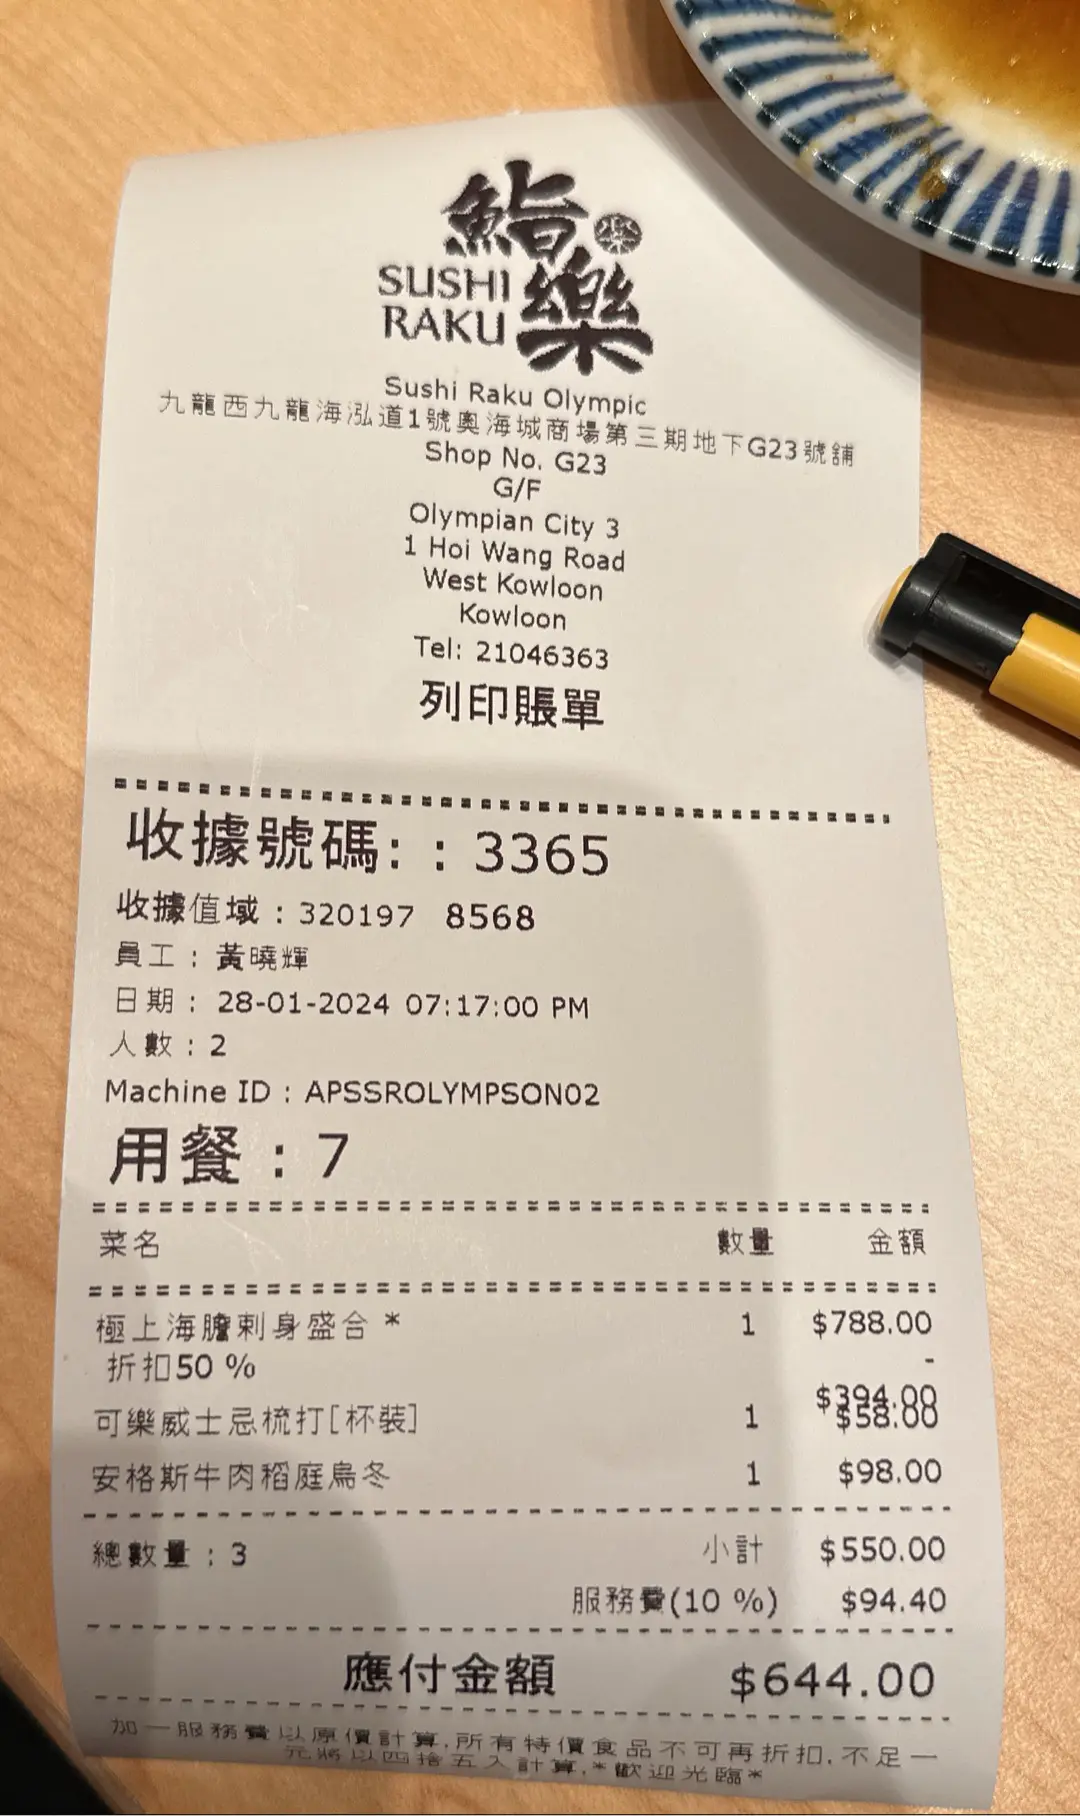 鮨樂
SUSHI
RAKU
Sushi Raku Olympic
九龍西九龍海泓道1號奧海城商場第三期地下G23號舖
Shop No. G23
G/F
Olympian City 3
1 Hoi Wang Road
West Kowloon
Kowloon
Tel: 21046363
列印賬單
收據號碼: : 3365
收據值域 : 320197 8568
員工 : 黃曉輝
日期 : 28-01-2024 07:17:00 PM
人數 : 2
Machine ID : APSSROLYMPSON02
用餐 : 7
菜名 數量 金額
極上海膽刺身盛合 * 1 $788.00
折扣50 % -
$394.00
可樂威士忌梳打[杯裝] 1 $58.00
安格斯牛肉稻庭烏冬 1 $98.00
總數量 : 3 小計 $550.00
服務費(10 %) $94.40
應付金額 $644.00
加一服務費以原價計算,所有特價食品不可再折扣,不足一
元將以四捨五入計算,*歡迎光臨*